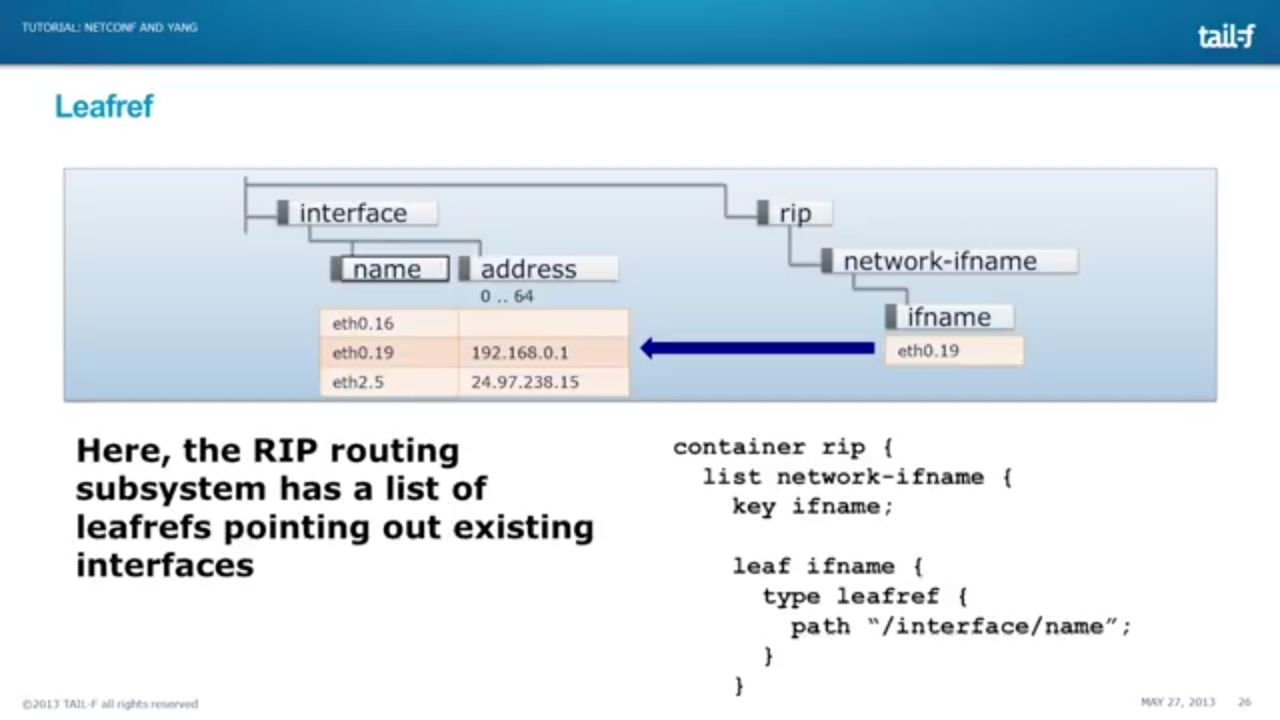 TUTORIAL: NETCONF AND YANG
tail-f
Leafref
interface
rip
name
address
network-ifname
0 .. 64
ifname
eth0.16
eth0.19
192.168.0.1
eth0.19
eth2.5
24.97.238.15
Here, the RIP routing
subsystem has a list of
leafrefs pointing out existing
interfaces
container rip {
list network-ifname {
key ifname;
leaf ifname {
type leafref {
path “/interface/name”;
}
}
©2013 TAIL-F all rights reserved
MAY 27, 2013
26